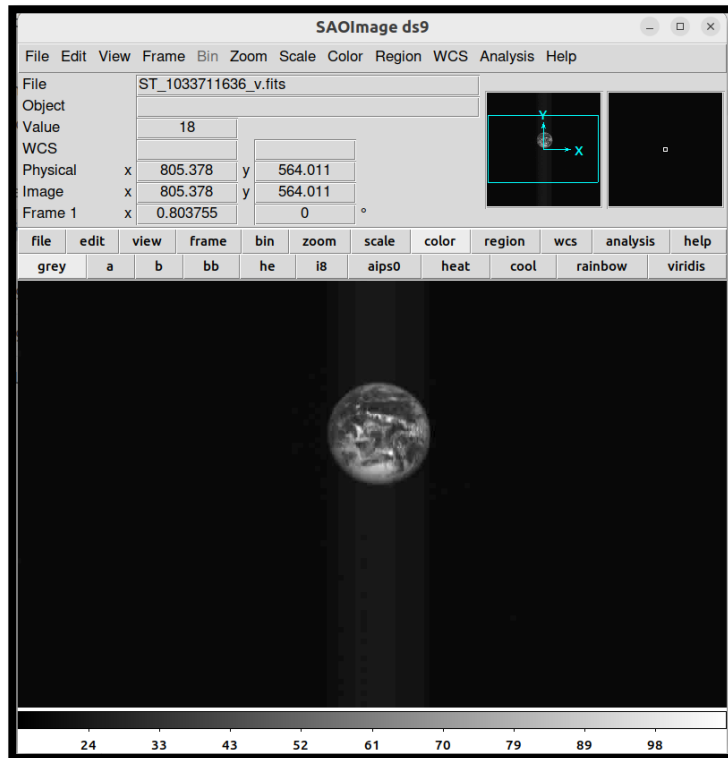 SAOImage ds9
File Edit View Frame Bin Zoom Scale Color Region WCS Analysis Help
File ST_1033711636_v.fits
Object
Value 18
WCS
Physical x 805.378 y 564.011
Image x 805.378 y 564.011
Frame 1 x 0.803755 0 °
Y
X
file edit view frame bin zoom scale color region wcs analysis help
grey a b bb he i8 aips0 heat cool rainbow viridis
24 33 43 52 61 70 79 89 98